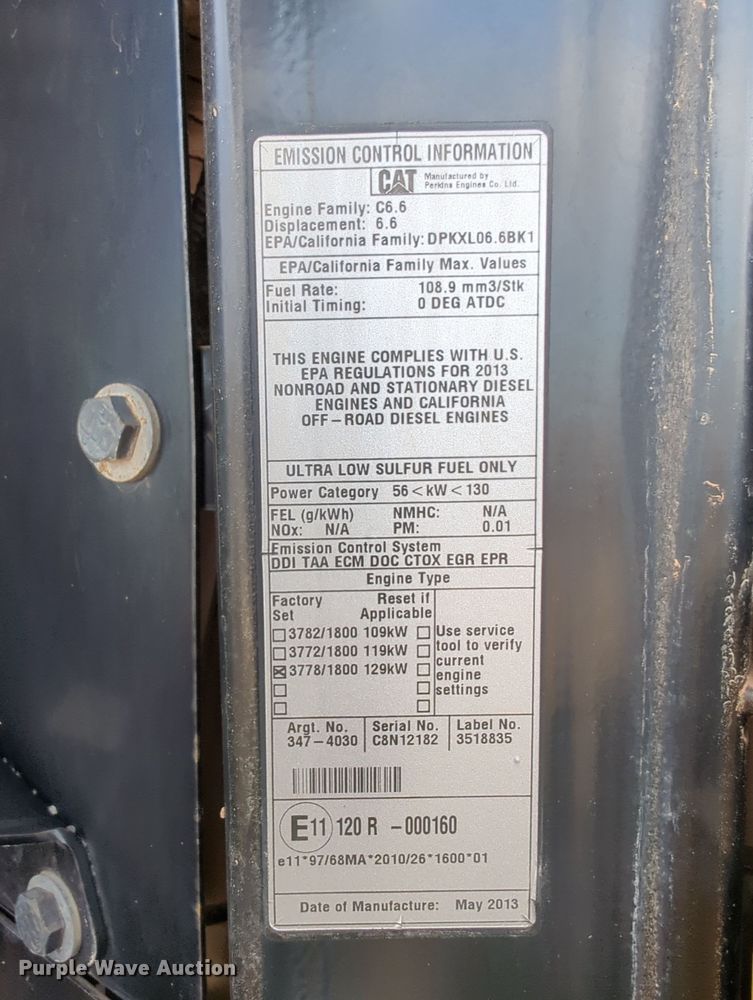 EMISSION CONTROL INFORMATION
CAT Manufactured by
Perkins Engines Co. Ltd.
Engine Family: C6.6
Displacement: 6.6
EPA/California Family: DPKXL06.6BK1
EPA/California Family Max. Values
Fuel Rate: 108.9 mm3/Stk
Initial Timing: 0 DEG ATDC
THIS ENGINE COMPLIES WITH U.S.
EPA REGULATIONS FOR 2013
NONROAD AND STATIONARY DIESEL
ENGINES AND CALIFORNIA
OFF-ROAD DIESEL ENGINES
ULTRA LOW SULFUR FUEL ONLY
Power Category 56<kW<130
FEL (g/kWh) NMHC: N/A
NOx: N/A PM: 0.01
Emission Control System
DDI TAA ECM DOC CTOX EGR EPR
Engine Type
Factory Set
Reset if Applicable
3782/1800 109kW
3772/1800 119kW
3778/1800 129kW
Use service
tool to verify
current
engine
settings
Argt. No. Serial No. Label No.
347-4030 C8N12182 3518835
E11 120 R -000160
e11*97/68MA*2010/26*1600*01
Date of Manufacture: May 2013
Purple Wave Auction